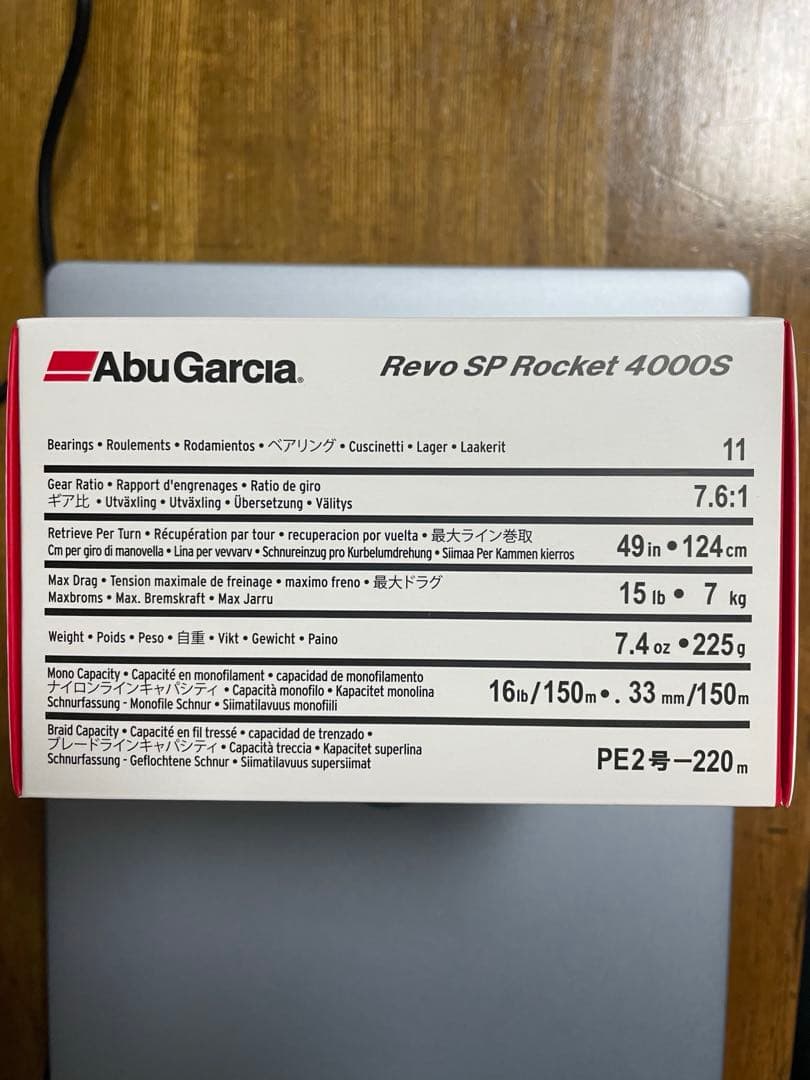 Abu Garcia®
Revo SP Rocket 4000S
Bearings • Roulements • Rodamientos • ベアリング • Cuscinetti • Lager • Laakerit
11
Gear Ratio • Rapport d'engrenages • Ratio de giro
ギア比 • Utväxling • Utväxling • Übersetzung • Välitys
7.6:1
Retrieve Per Turn • Récupération par tour • recuperacion por vuelta • 最大ライン巻取
Cm per giro di manovella • Lina per vevvarv • Schnureinzug pro Kurbelumdrehung • Siimaa Per Kammen kierros
49in • 124cm
Max Drag • Tension maximale de freinage • maximo freno • 最大ドラグ
Maxbroms • Max. Bremskraft • Max Jarru
15 lb • 7 kg
Weight • Poids • Peso • 自重 • Vikt • Gewicht • Paino
7.4 oz • 225g
Mono Capacity • Capacité en monofilament • capacidad de monofilamento
ナイロンラインキャパシティ • Capacità monofilo • Kapacitet monolina
Schnurfassung - Monofile Schnur • Siimatilavuus monofiili
16lb/150m • .33 mm/150m
Braid Capacity • Capacité en fil tressé • capacidad de trenzado •
ブレードラインキャパシティ • Capacità treccia • Kapacitet superlina
Schnurfassung - Geflochtene Schnur • Siimatilavuus supersiimat
PE2号−220m